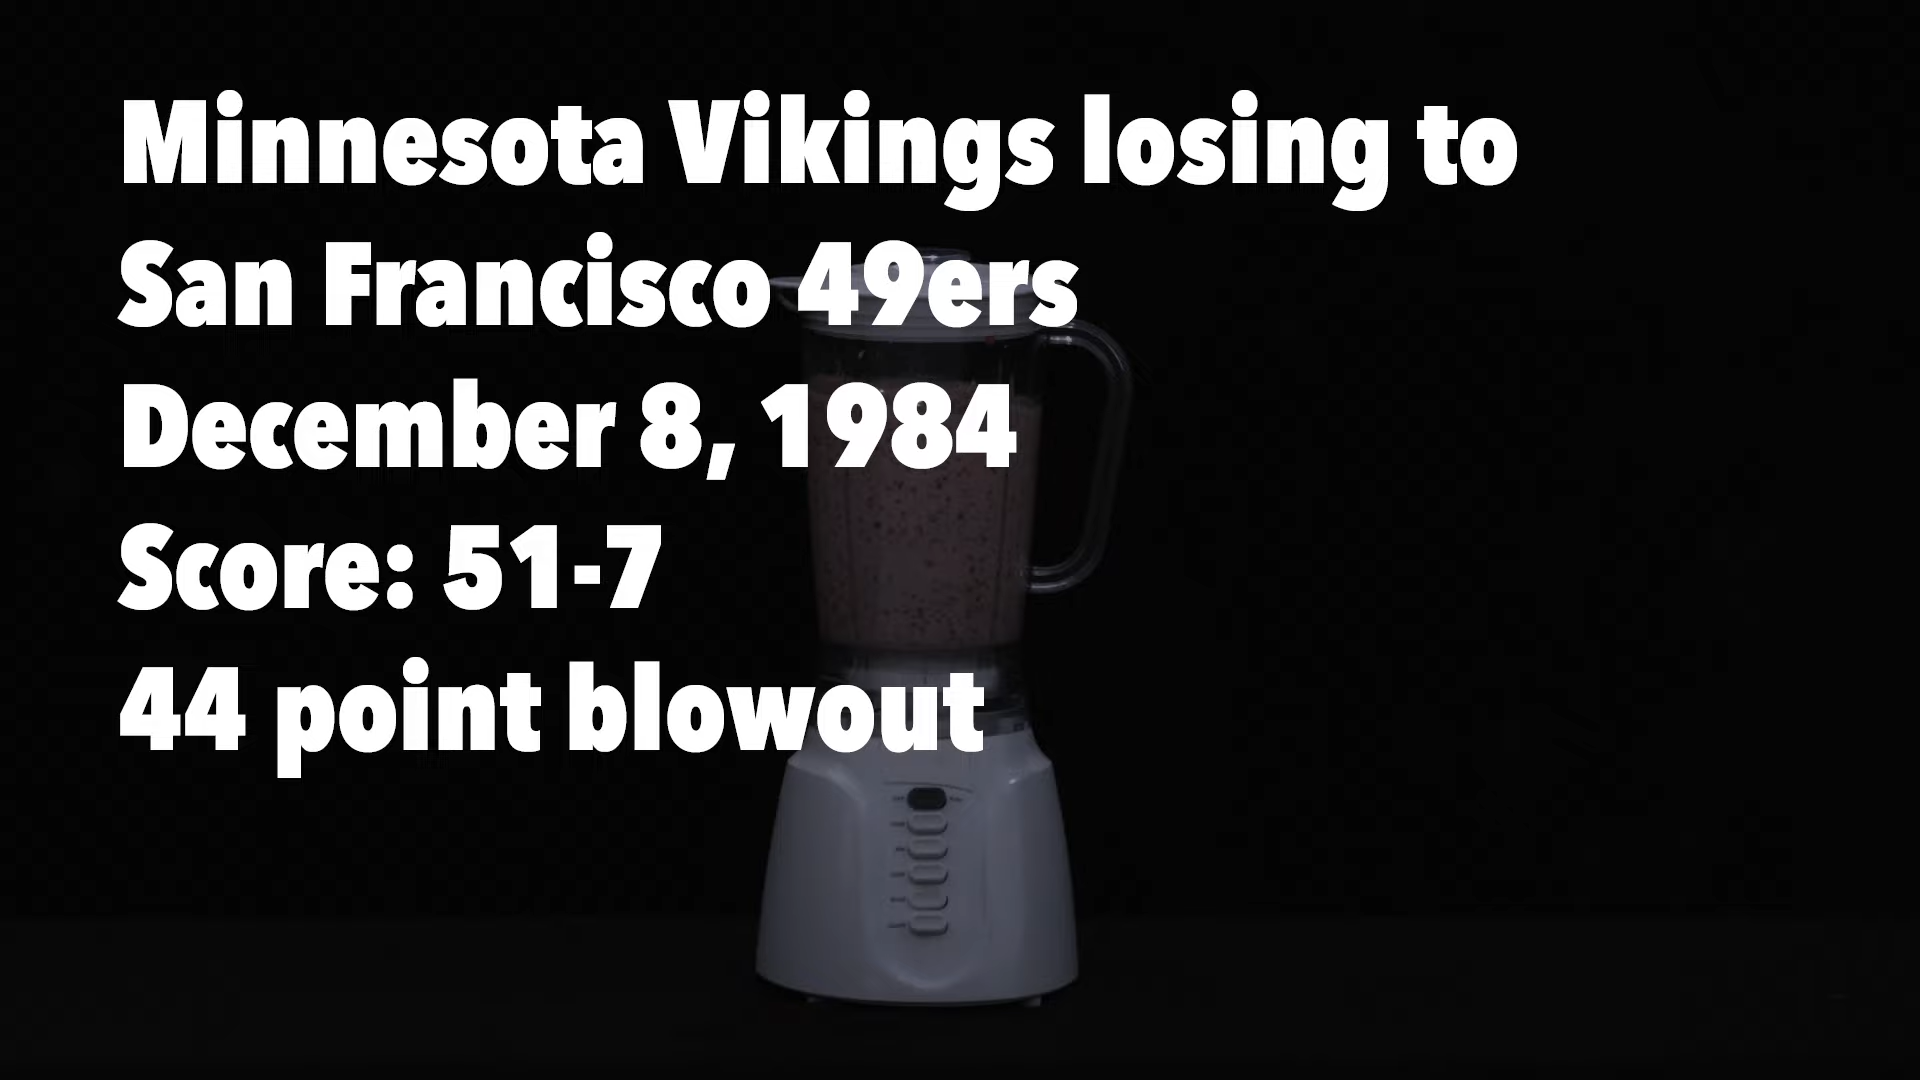 Minnesota Vikings losing to
San Francisco 49ers
December 8, 1984
Score: 51-7
44 point blowout